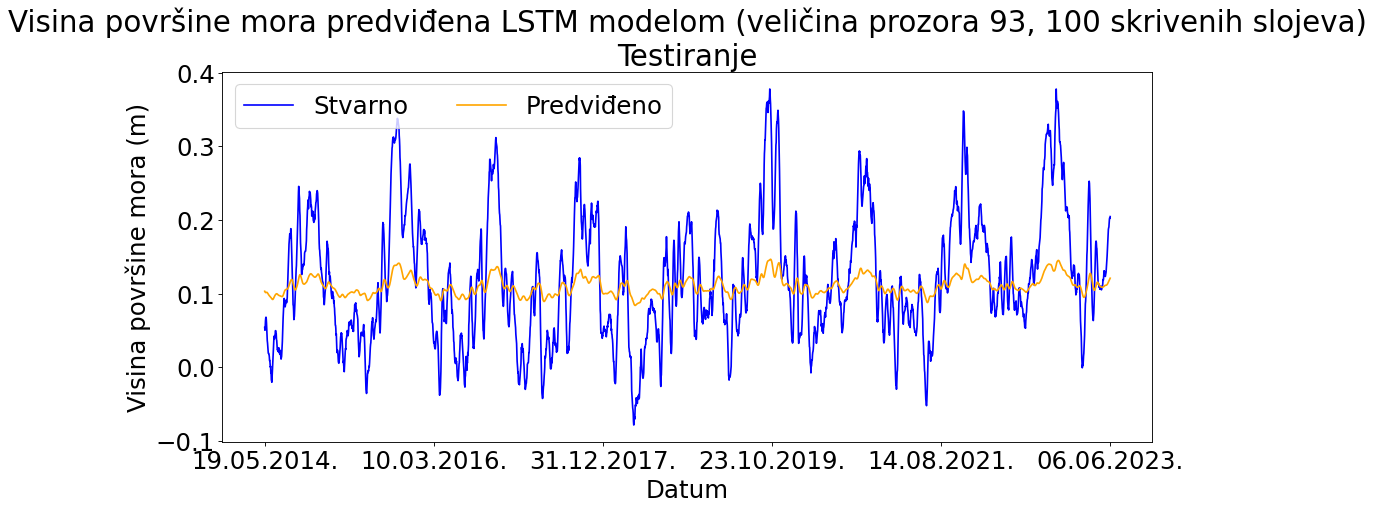 Visina površine mora predviđena LSTM modelom (veličina prozora 93, 100 skrivenih slojeva)
Testiranje
Stvarno
Predviđeno
Visina površine mora (m)
0.4
0.3
0.2
0.1
0.0
−0.1
19.05.2014.
10.03.2016.
31.12.2017.
23.10.2019.
14.08.2021.
06.06.2023.
Datum